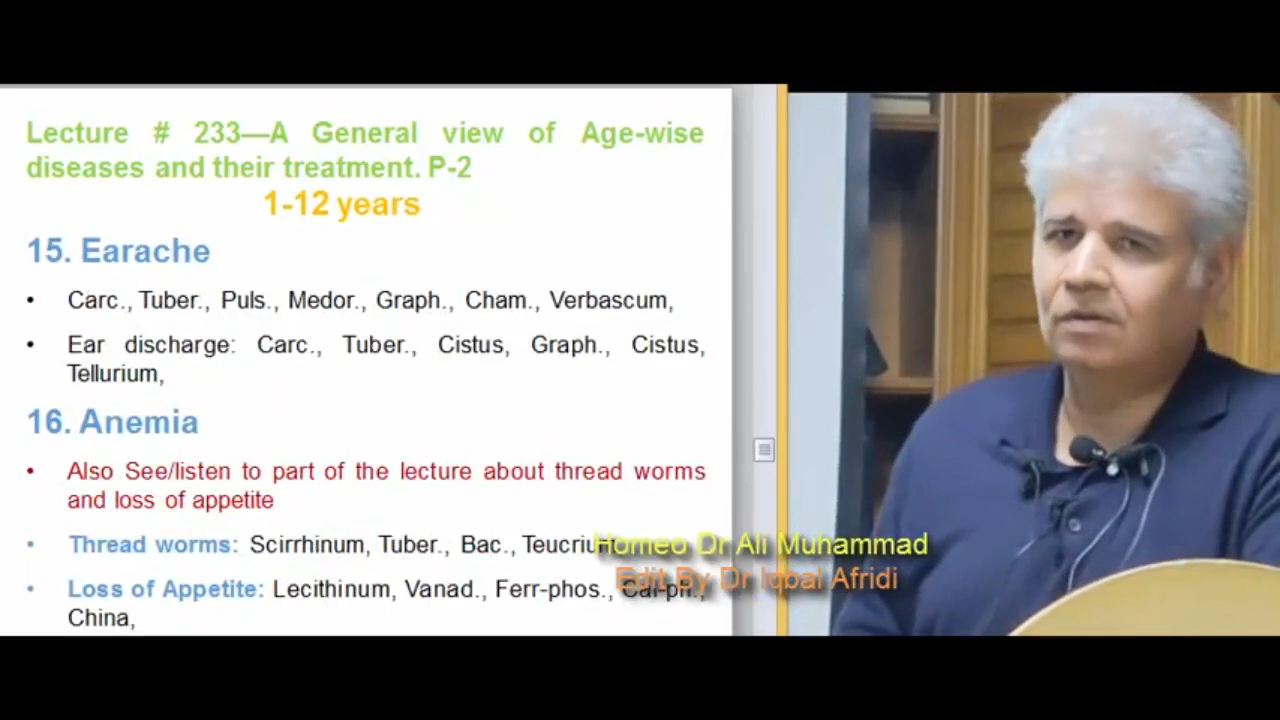 Lecture # 233—A General view of Age-wise
diseases and their treatment. P-2
1-12 years
15. Earache
• Carc., Tuber., Puls., Medor., Graph., Cham., Verbascum,
• Ear discharge: Carc., Tuber., Cistus, Graph., Cistus,
Tellurium,
16. Anemia
• Also See/listen to part of the lecture about thread worms
and loss of appetite
• Thread worms: Scirrhinum, Tuber., Bac.,
Homeo Dr Ali Muhammad
• Loss of Appetite: Lecithinum, Vanad., Ferr-phos., Cal-ph.,
Edit By Dr Iqbal Afridi
China,